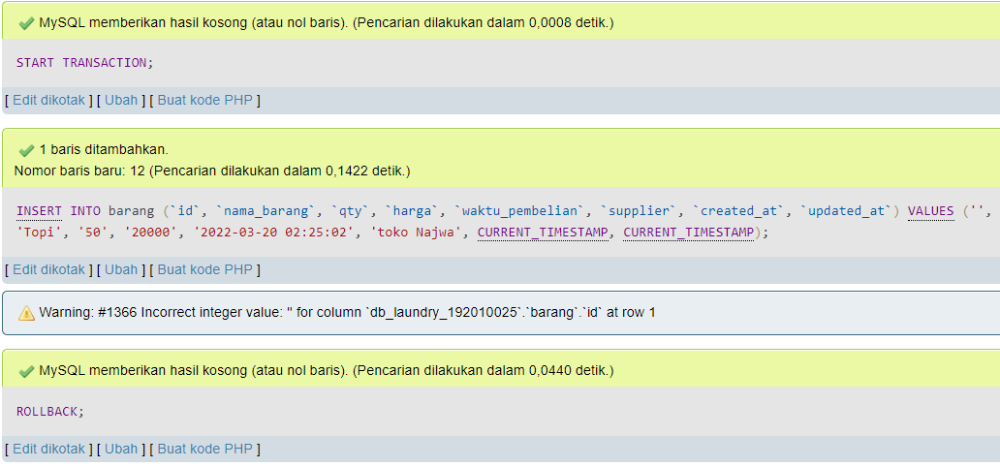 MySQL memberikan hasil kosong (atau nol baris). (Pencarian dilakukan dalam 0,0008 detik.)
START TRANSACTION;
[ Edit dikotak ] [ Ubah ] [ Buat kode PHP ]
1 baris ditambahkan.
Nomor baris baru: 12 (Pencarian dilakukan dalam 0,1422 detik.)
INSERT INTO barang (`id`, `nama_barang`, `qty`, `harga`, `waktu_pembelian`, `supplier`, `created_at`, `updated_at`) VALUES ('',
'Topi', '50', '20000', '2022-03-20 02:25:02', 'toko Najwa', CURRENT_TIMESTAMP, CURRENT_TIMESTAMP);
[ Edit dikotak ] [ Ubah ] [ Buat kode PHP ]
Warning: #1366 Incorrect integer value: '' for column `db_laundry_192010025`.`barang`.`id` at row 1
MySQL memberikan hasil kosong (atau nol baris). (Pencarian dilakukan dalam 0,0440 detik.)
ROLLBACK;
[ Edit dikotak ] [ Ubah ] [ Buat kode PHP ]